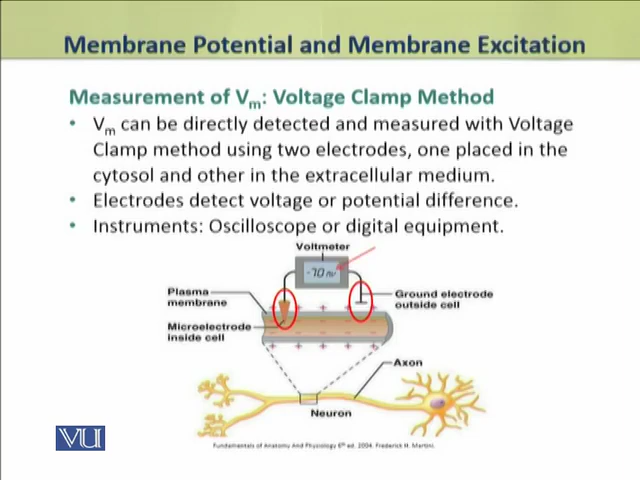 Membrane Potential and Membrane Excitation
Measurement of Vm: Voltage Clamp Method
• Vm can be directly detected and measured with Voltage
Clamp method using two electrodes, one placed in the
cytosol and other in the extracellular medium.
• Electrodes detect voltage or potential difference.
• Instruments: Oscilloscope or digital equipment.
Voltmeter
-70 mv
Plasma
membrane
Ground electrode
outside cell
Microelectrode
inside cell
Axon
Neuron
VU
Fundamentals of Anatomy And Physiology 6th ed. 2004. Frederick H. Martini.